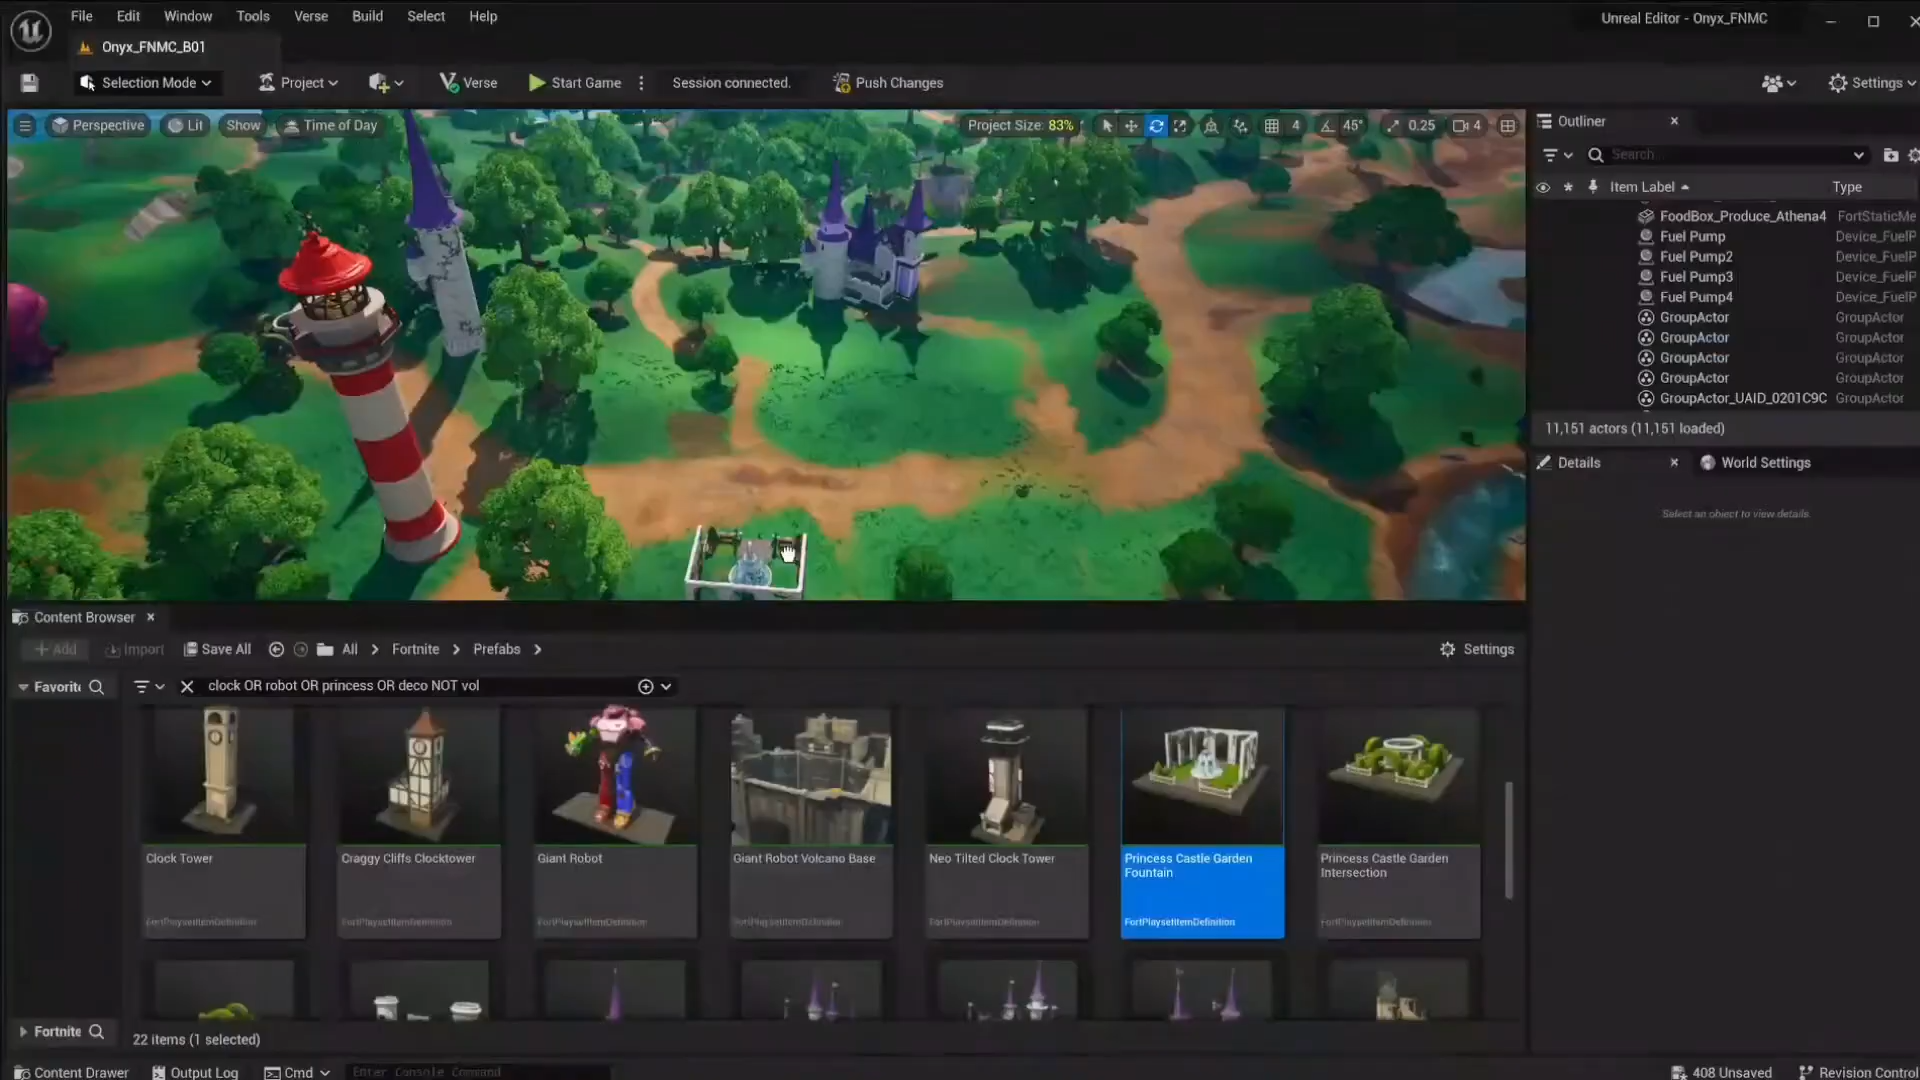 File Edit Window Tools Verse Build Select Help
Unreal Editor - Onyx_FNMC
Onyx_FNMC_B01
Selection Mode Project Verse Start Game Session connected. Push Changes Settings
Perspective Lit Show Time of Day Project Size: 83% 4 45° 0.25 4
Outliner
Search...
Item Label Type
FoodBox_Produce_Athena4 FortStaticMe
Fuel Pump Device_FuelP
Fuel Pump2 Device_FuelP
Fuel Pump3 Device_FuelP
Fuel Pump4 Device_FuelP
GroupActor GroupActor
GroupActor GroupActor
GroupActor GroupActor
GroupActor GroupActor
GroupActor_UAID_0201C9C GroupActor
11,151 actors (11,151 loaded)
Details World Settings
Select an object to view details.
Content Browser
Add Import Save All All Fortnite Prefabs Settings
Favorit clock OR robot OR princess OR deco NOT vol
Clock Tower
FortPlaysetItemDefinition
Craggy Cliffs Clocktower
FortPlaysetItemDefinition
Giant Robot
FortPlaysetItemDefinition
Giant Robot Volcano Base
FortPlaysetItemDefinition
Neo Tilted Clock Tower
FortPlaysetItemDefinition
Princess Castle Garden
Fountain
FortPlaysetItemDefinition
Princess Castle Garden
Intersection
FortPlaysetItemDefinition
Fortnite
22 items (1 selected)
Content Drawer Output Log Cmd Enter Console Command 408 Unsaved Revision Control